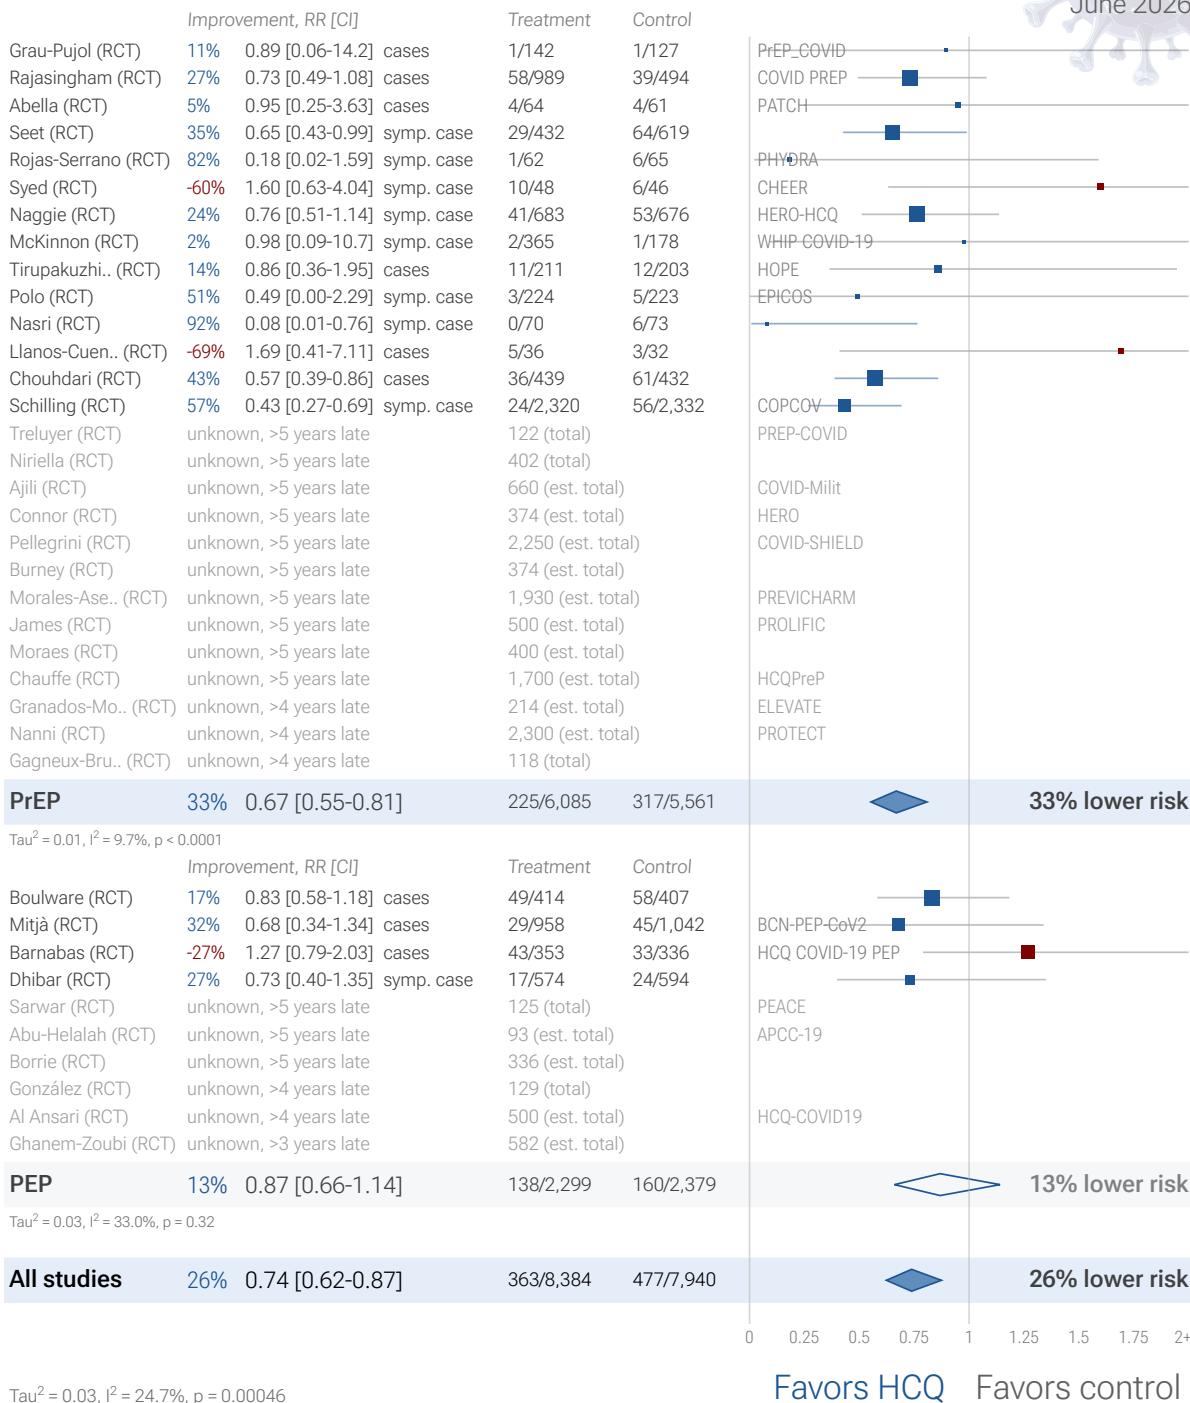 June 2026
Improvement, RR [CI] Treatment Control
Grau-Pujol (RCT) 11% 0.89 [0.06-14.2] cases 1/142 1/127 PrEP_COVID
Rajasingham (RCT) 27% 0.73 [0.49-1.08] cases 58/989 39/494 COVID PREP
Abella (RCT) 5% 0.95 [0.25-3.63] cases 4/64 4/61 PATCH
Seet (RCT) 35% 0.65 [0.43-0.99] symp. case 29/432 64/619
Rojas-Serrano (RCT) 82% 0.18 [0.02-1.59] symp. case 1/62 6/65 PHYDRA
Syed (RCT) -60% 1.60 [0.63-4.04] symp. case 10/48 6/46 CHEER
Naggie (RCT) 24% 0.76 [0.51-1.14] symp. case 41/683 53/676 HERO-HCQ
McKinnon (RCT) 2% 0.98 [0.09-10.7] symp. case 2/365 1/178 WHIP COVID-19
Tirupakuzhi.. (RCT) 14% 0.86 [0.36-1.95] cases 11/211 12/203 HOPE
Polo (RCT) 51% 0.49 [0.00-2.29] symp. case 3/224 5/223 EPICOS
Nasri (RCT) 92% 0.08 [0.01-0.76] symp. case 0/70 6/73
Llanos-Cuen.. (RCT) -69% 1.69 [0.41-7.11] cases 5/36 3/32
Chouhdari (RCT) 43% 0.57 [0.39-0.86] cases 36/439 61/432
Schilling (RCT) 57% 0.43 [0.27-0.69] symp. case 24/2,320 56/2,332 COPCOV
Treluyer (RCT) unknown, >5 years late 122 (total) PREP-COVID
Niriella (RCT) unknown, >5 years late 402 (total)
Ajili (RCT) unknown, >5 years late 660 (est. total) COVID-Milit
Connor (RCT) unknown, >5 years late 374 (est. total) HERO
Pellegrini (RCT) unknown, >5 years late 2,250 (est. total) COVID-SHIELD
Burney (RCT) unknown, >5 years late 374 (est. total)
Morales-Ase.. (RCT) unknown, >5 years late 1,930 (est. total) PREVICHARM
James (RCT) unknown, >5 years late 500 (est. total) PROLIFIC
Moraes (RCT) unknown, >5 years late 400 (est. total)
Chauffe (RCT) unknown, >5 years late 1,700 (est. total) HCQPreP
Granados-Mo.. (RCT) unknown, >4 years late 214 (est. total) ELEVATE
Nanni (RCT) unknown, >4 years late 2,300 (est. total) PROTECT
Gagneux-Bru.. (RCT) unknown, >4 years late 118 (total)
PrEP 33% 0.67 [0.55-0.81] 225/6,085 317/5,561 33% lower risk
Tau² = 0.01, I² = 9.7%, p < 0.0001
Improvement, RR [CI] Treatment Control
Boulware (RCT) 17% 0.83 [0.58-1.18] cases 49/414 58/407
Mitjà (RCT) 32% 0.68 [0.34-1.34] cases 29/958 45/1,042 BCN-PEP-CoV2
Barnabas (RCT) -27% 1.27 [0.79-2.03] cases 43/353 33/336 HCQ COVID-19 PEP
Dhibar (RCT) 27% 0.73 [0.40-1.35] symp. case 17/574 24/594
Sarwar (RCT) unknown, >5 years late 125 (total) PEACE
Abu-Helalah (RCT) unknown, >5 years late 93 (est. total) APCC-19
Borrie (RCT) unknown, >5 years late 336 (est. total)
González (RCT) unknown, >4 years late 129 (total)
Al Ansari (RCT) unknown, >4 years late 500 (est. total) HCQ-COVID19
Ghanem-Zoubi (RCT) unknown, >3 years late 582 (est. total)
PEP 13% 0.87 [0.66-1.14] 138/2,299 160/2,379 13% lower risk
Tau² = 0.03, I² = 33.0%, p = 0.32
All studies 26% 0.74 [0.62-0.87] 363/8,384 477/7,940 26% lower risk
0 0.25 0.5 0.75 1 1.25 1.5 1.75 2+
Tau² = 0.03, I² = 24.7%, p = 0.00046
Favors HCQ Favors control